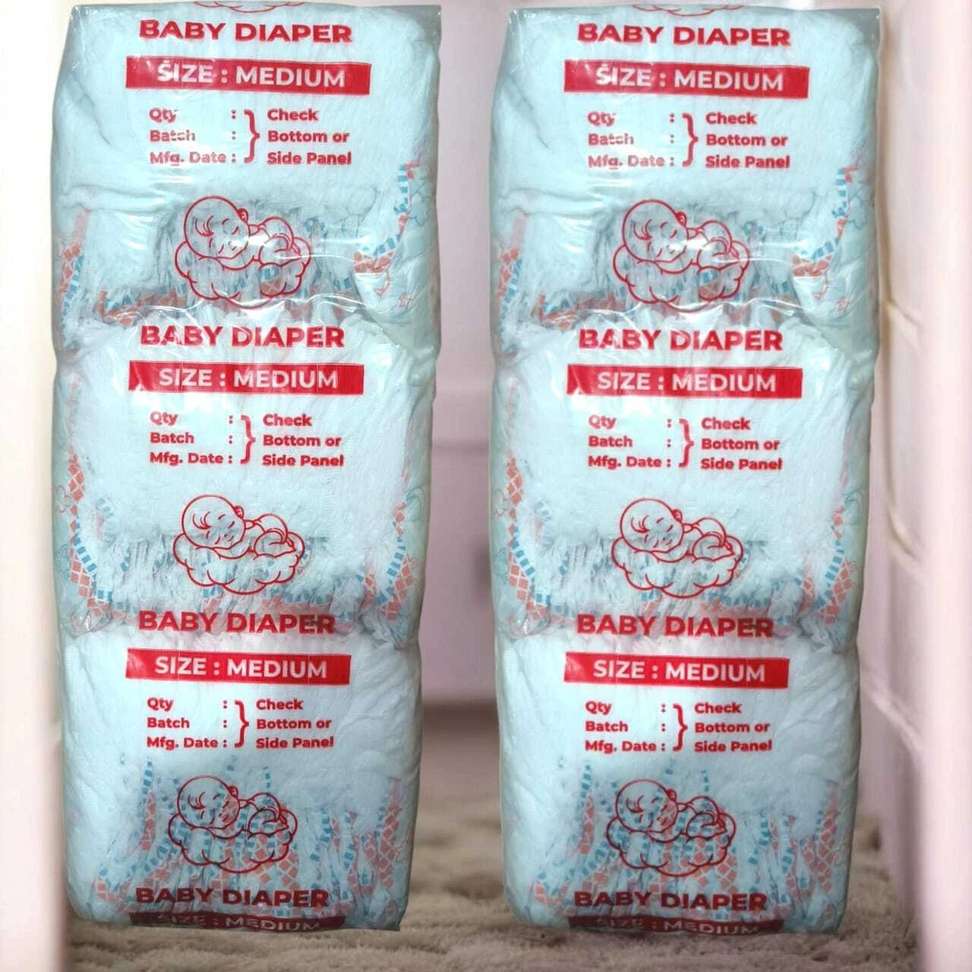 BABY DIAPER
SIZE : MEDIUM
Qty : } Check
Batch : } Bottom or
Mfg. Date : } Side Panel
BABY DIAPER
SIZE : MEDIUM
Qty : } Check
Batch : } Bottom or
Mfg. Date : } Side Panel
BABY DIAPER
SIZE : MEDIUM
Qty : } Check
Batch : } Bottom or
Mfg. Date : } Side Panel
BABY DIAPER
SIZE : MEDIUM
BABY DIAPER
SIZE : MEDIUM
Qty : } Check
Batch : } Bottom or
Mfg. Date : } Side Panel
BABY DIAPER
SIZE : MEDIUM
Qty : } Check
Batch : } Bottom or
Mfg. Date : } Side Panel
BABY DIAPER
SIZE : MEDIUM
Qty : } Check
Batch : } Bottom or
Mfg. Date : } Side Panel
BABY DIAPER
SIZE : MEDIUM